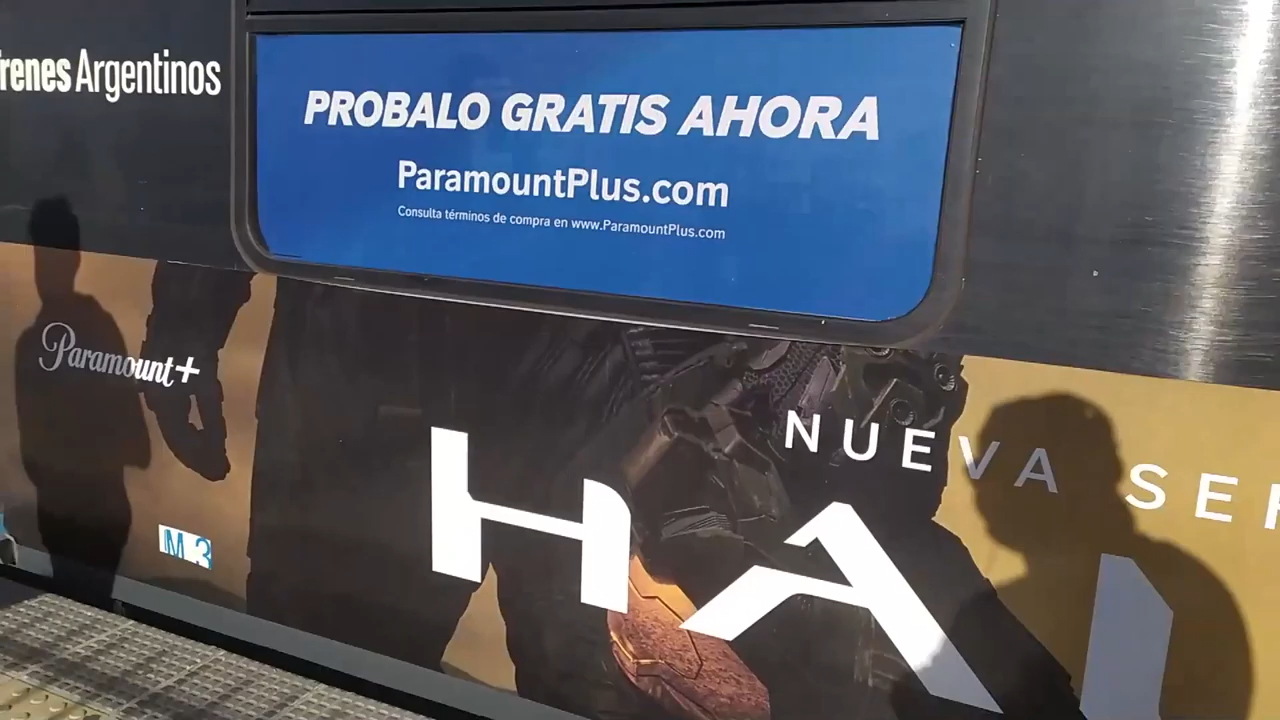 Trenes Argentinos
PROBALO GRATIS AHORA
ParamountPlus.com
Consulta términos de compra en www.ParamountPlus.com
Paramount+
NUEVA SER
M 3
HAL